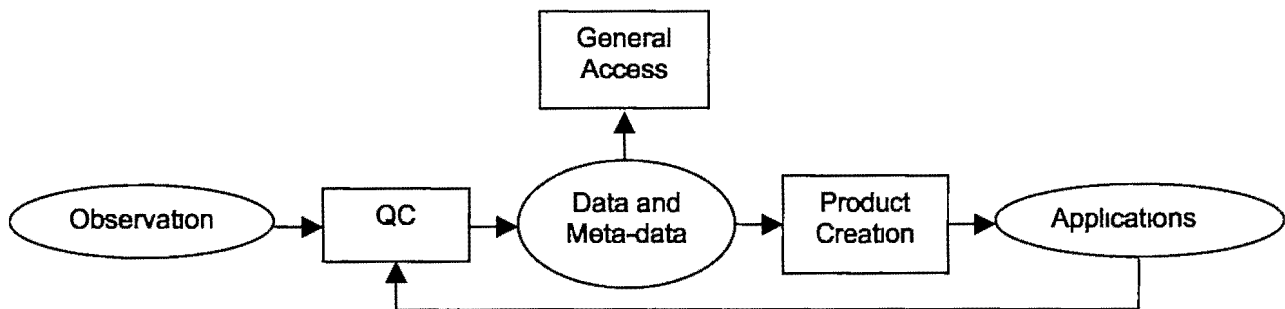 General
Access
Observation
QC
Data and
Meta-data
Product
Creation
Applications